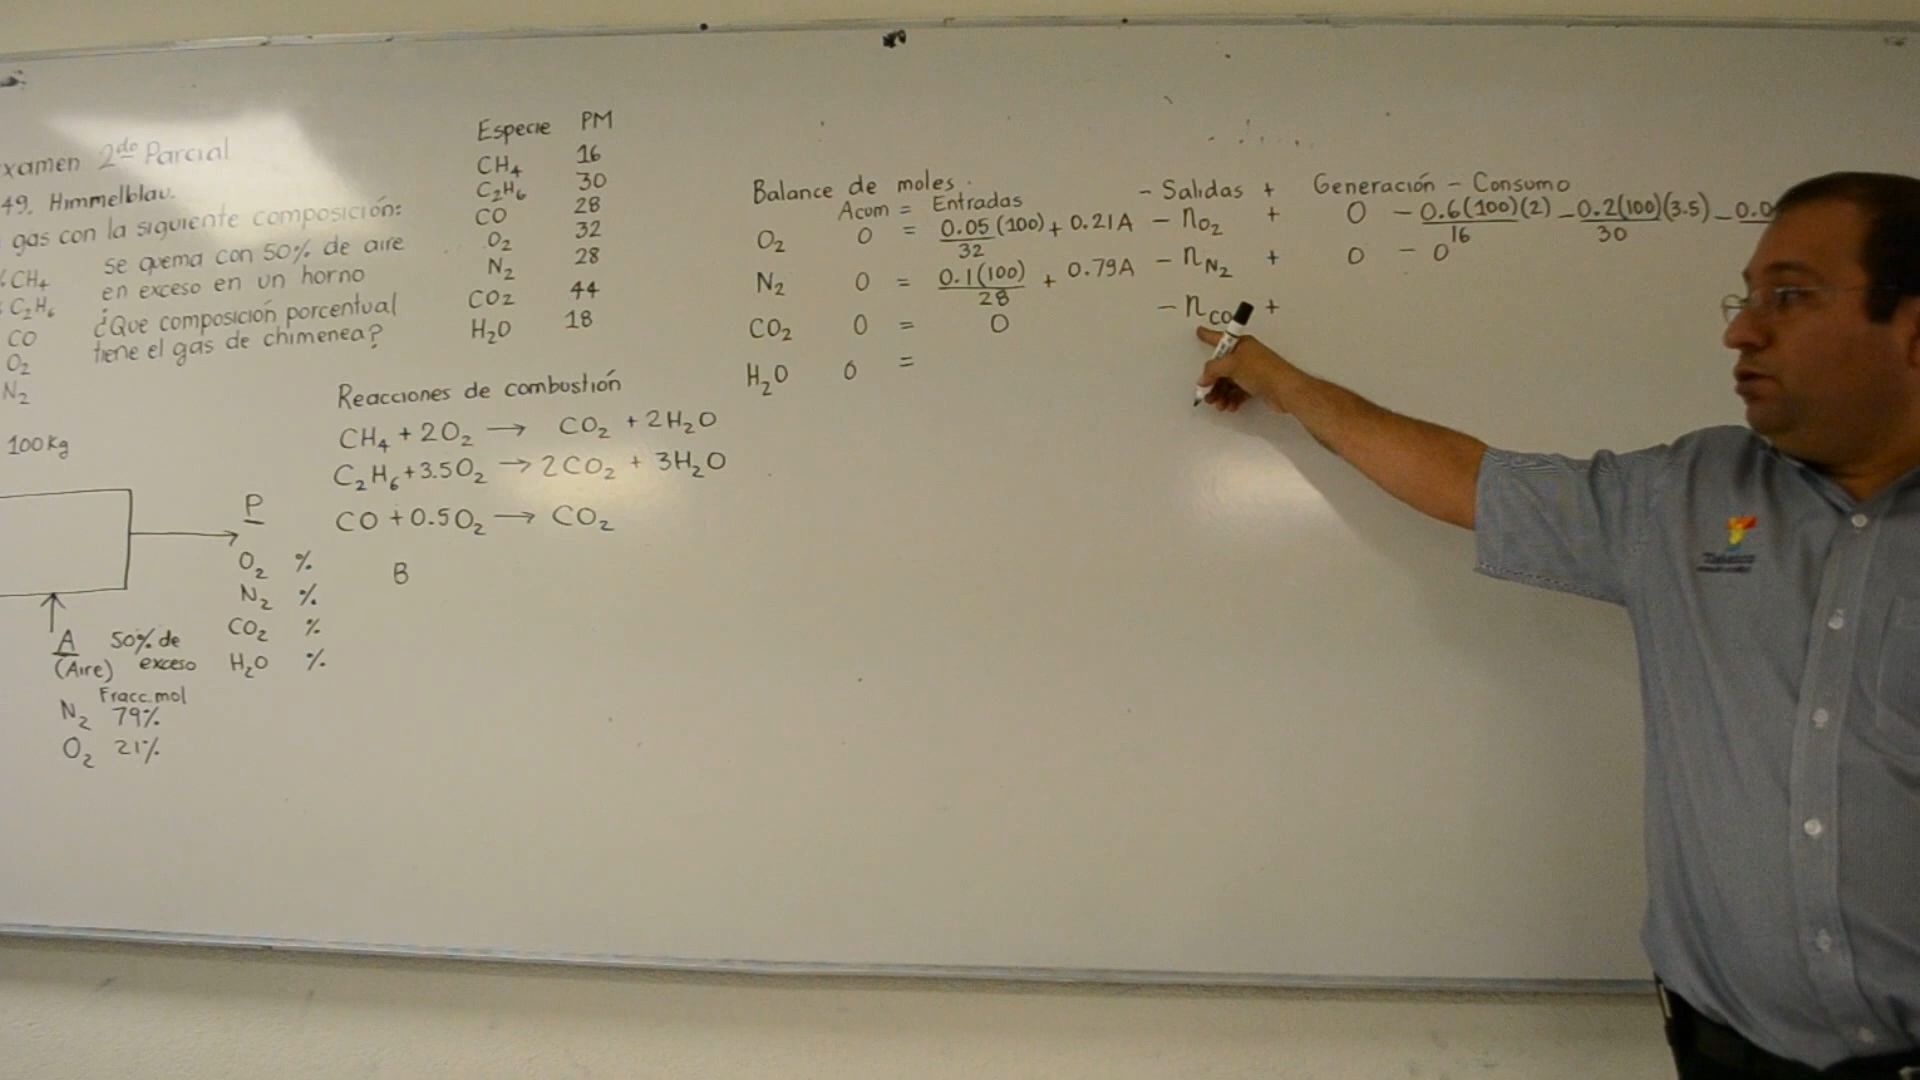 xamen 2do Parcial
49. Himmelblau.
gas con la siguiente composición:
% CH4 se quema con 50% de aire
% C2H6 en exceso en un horno
CO ¿Que composición porcentual
O2 tiene el gas de chimenea?
N2
100 Kg
P
O2 %
N2 %
CO2 %
H2O %
A 50% de
(Aire) exceso
Fracc. mol
N2 79%
O2 21%
Especie PM
CH4 16
C2H6 30
CO 28
O2 32
N2 28
CO2 44
H2O 18
Reacciones de combustión
CH4 + 2O2 → CO2 + 2H2O
C2H6 + 3.5O2 → 2CO2 + 3H2O
CO + 0.5O2 → CO2
B
Balance de moles.
Acum = Entradas - Salidas + Generación - Consumo
O2 0 = 0.05(100)/32 + 0.21A - nO2 + 0 - 0.6(100)(2)/16 - 0.2(100)(3.5)/30 - 0.0
N2 0 = 0.1(100)/28 + 0.79A - nN2 + 0 - 0
CO2 0 = 0 - nCO +
H2O 0 =